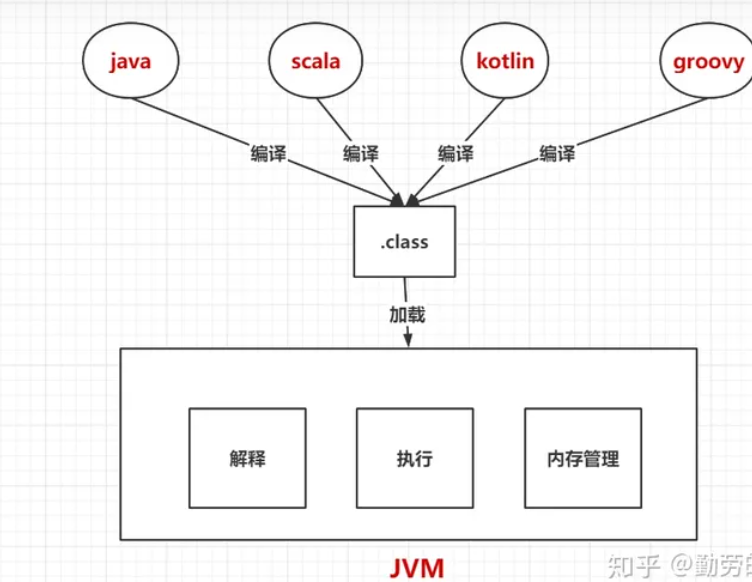 java
scala
kotlin
groovy
编译
编译
编译
编译
.class
加载
解释
执行
内存管理
JVM
知乎 @勤劳的